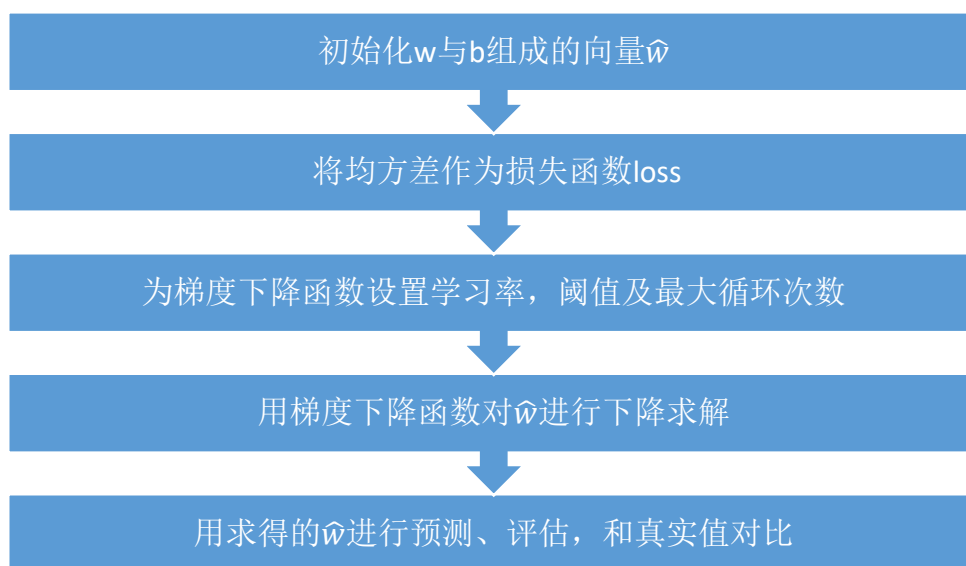 初始化w与b组成的向量ŵ
将均方差作为损失函数loss
为梯度下降函数设置学习率，阈值及最大循环次数
用梯度下降函数对ŵ进行下降求解
用求得的ŵ进行预测、评估，和真实值对比